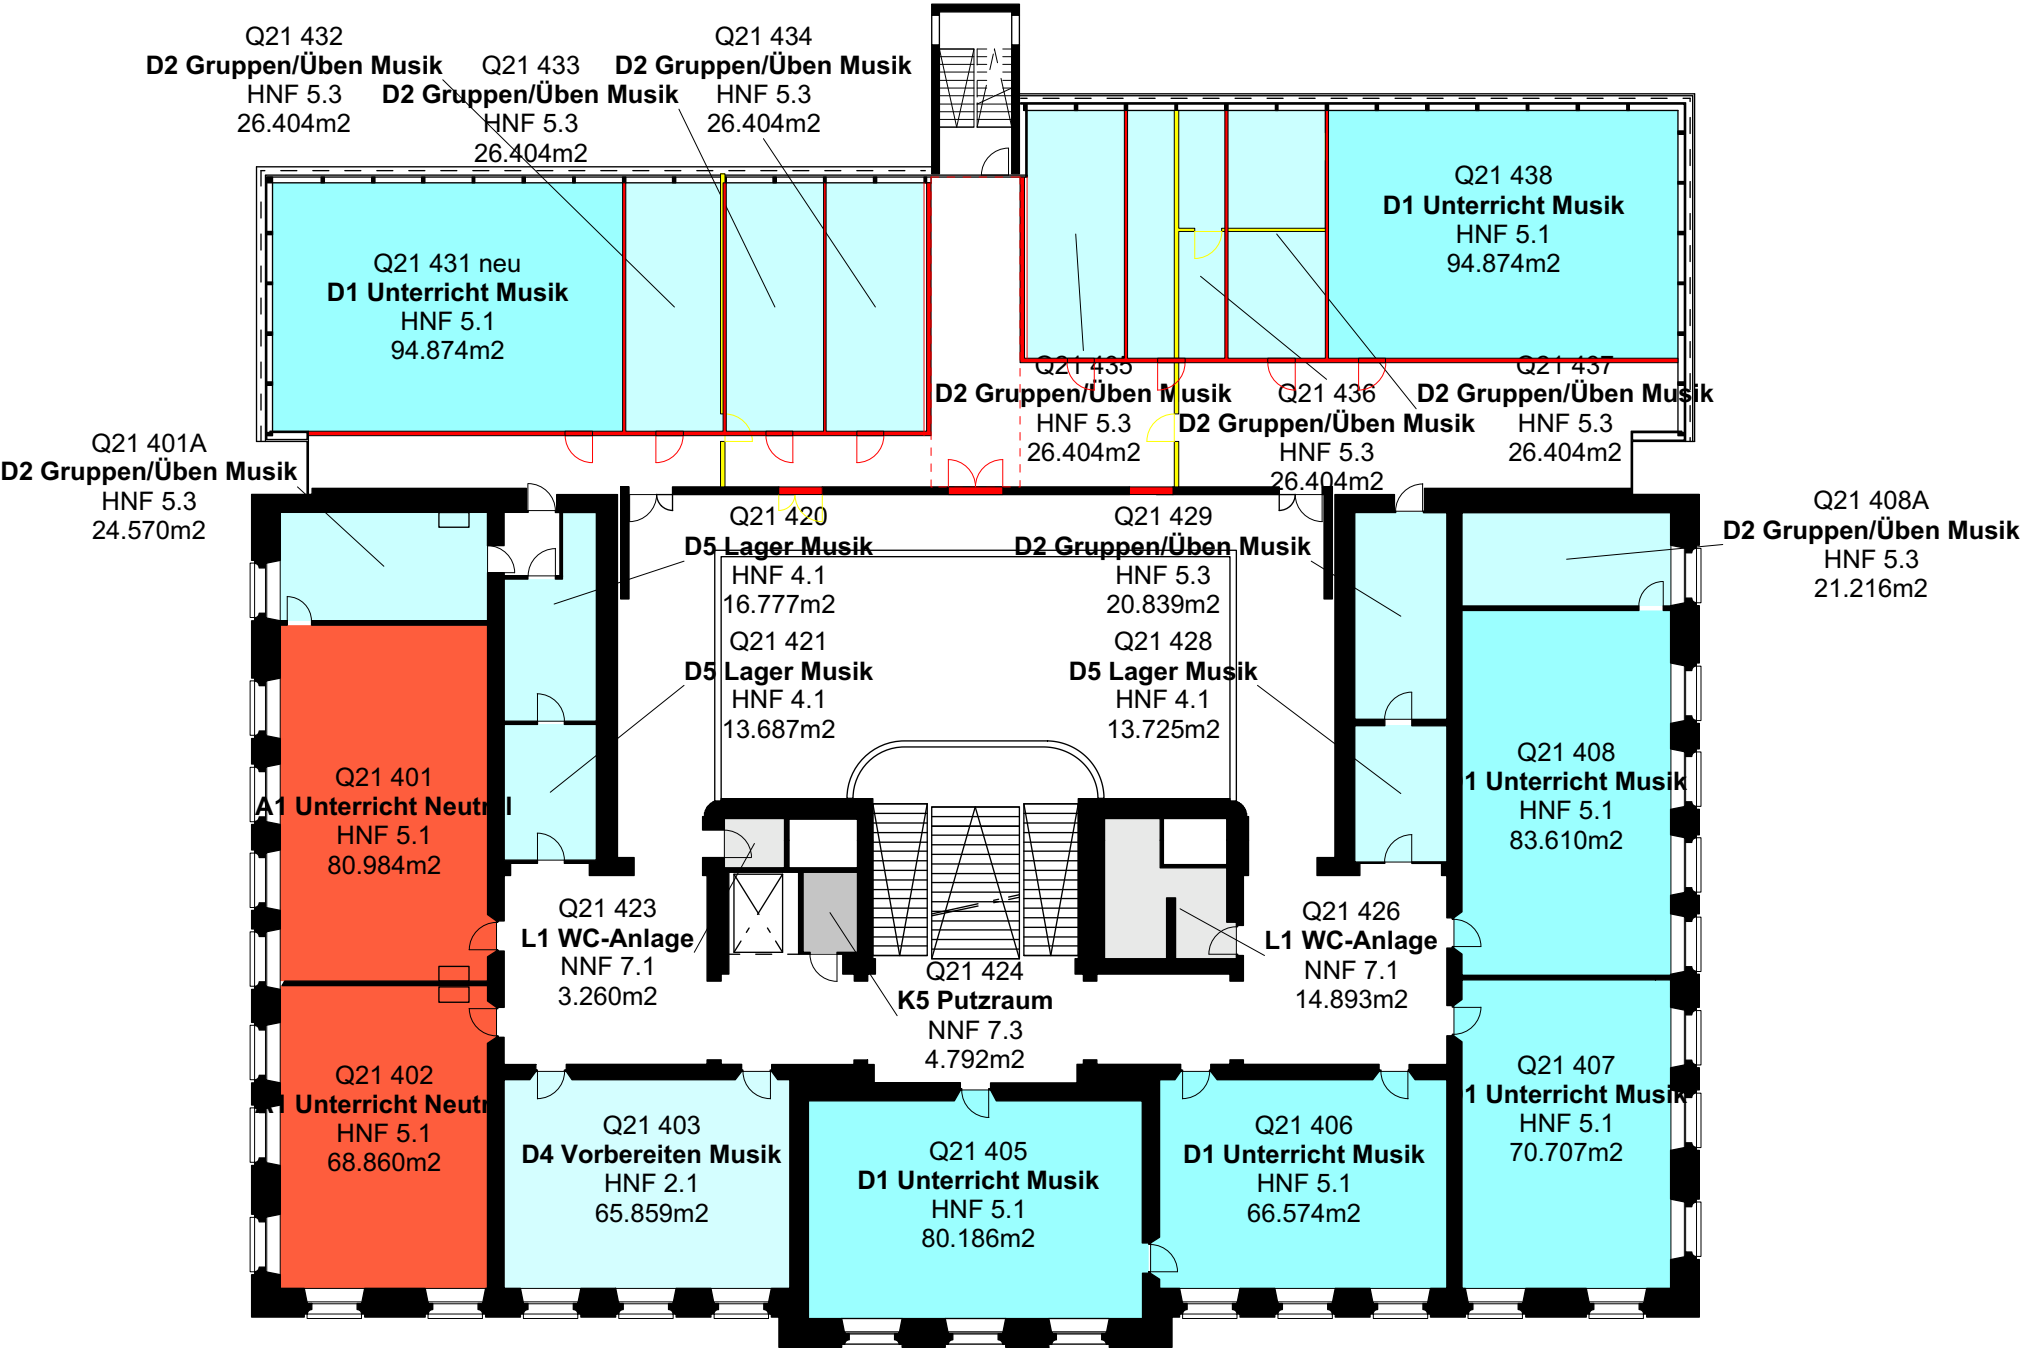 Q21 432
D2 Gruppen/Üben Musik
HNF 5.3
26.404m2
Q21 433
D2 Gruppen/Üben Musik
HNF 5.3
26.404m2
Q21 434
D2 Gruppen/Üben Musik
HNF 5.3
26.404m2
Q21 431 neu
D1 Unterricht Musik
HNF 5.1
94.874m2
Q21 438
D1 Unterricht Musik
HNF 5.1
94.874m2
Q21 435
D2 Gruppen/Üben Musik
HNF 5.3
26.404m2
Q21 436
D2 Gruppen/Üben Musik
HNF 5.3
26.404m2
Q21 437
D2 Gruppen/Üben Musik
HNF 5.3
26.404m2
Q21 401A
D2 Gruppen/Üben Musik
HNF 5.3
24.570m2
Q21 420
D5 Lager Musik
HNF 4.1
16.777m2
Q21 429
D2 Gruppen/Üben Musik
HNF 5.3
20.839m2
Q21 408A
D2 Gruppen/Üben Musik
HNF 5.3
21.216m2
Q21 421
D5 Lager Musik
HNF 4.1
13.687m2
Q21 428
D5 Lager Musik
HNF 4.1
13.725m2
Q21 401
A1 Unterricht Neutral
HNF 5.1
80.984m2
Q21 408
1 Unterricht Musik
HNF 5.1
83.610m2
Q21 423
L1 WC-Anlage
NNF 7.1
3.260m2
Q21 424
K5 Putzraum
NNF 7.3
4.792m2
Q21 426
L1 WC-Anlage
NNF 7.1
14.893m2
Q21 402
1 Unterricht Neutr
HNF 5.1
68.860m2
Q21 403
D4 Vorbereiten Musik
HNF 2.1
65.859m2
Q21 405
D1 Unterricht Musik
HNF 5.1
80.186m2
Q21 406
D1 Unterricht Musik
HNF 5.1
66.574m2
Q21 407
1 Unterricht Musik
HNF 5.1
70.707m2